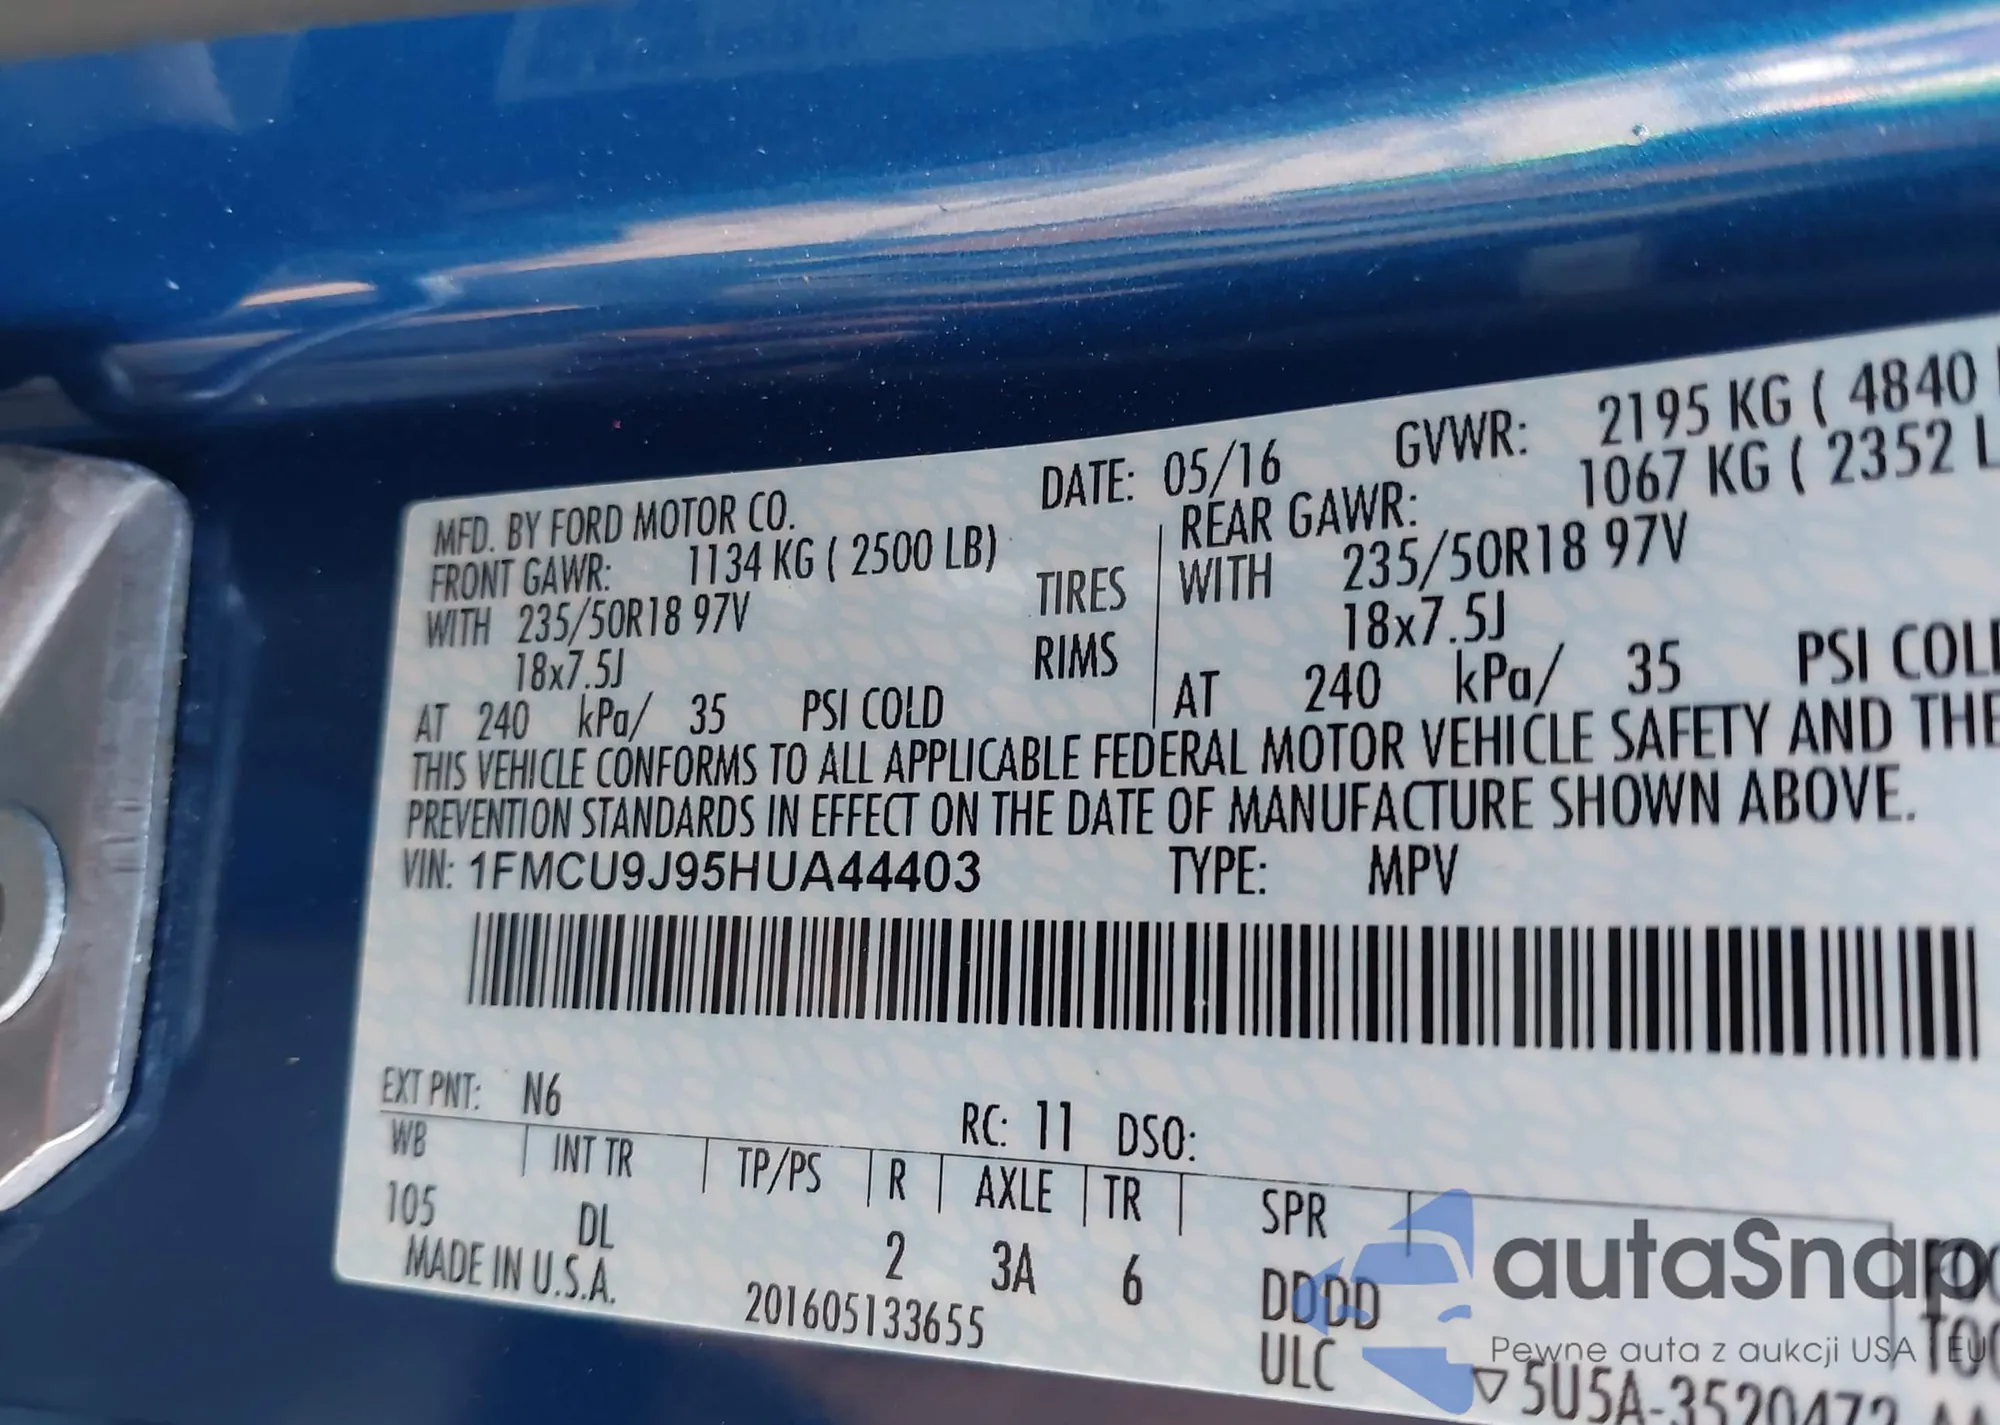 MFD. BY FORD MOTOR CO. DATE: 05/16 GVWR: 2195 KG ( 4840
FRONT GAWR: 1134 KG ( 2500 LB) REAR GAWR: 1067 KG ( 2352 L
WITH 235/50R18 97V TIRES WITH 235/50R18 97V
18x7.5J RIMS 18x7.5J
AT 240 kPa/ 35 PSI COLD AT 240 kPa/ 35 PSI COLD
THIS VEHICLE CONFORMS TO ALL APPLICABLE FEDERAL MOTOR VEHICLE SAFETY AND THE
PREVENTION STANDARDS IN EFFECT ON THE DATE OF MANUFACTURE SHOWN ABOVE.
VIN: 1FMCU9J95HUA44403 TYPE: MPV
EXT PNT: N6 RC: 11 DSO:
WB INT TR TP/PS R AXLE TR SPR
105 DL 2 3A 6 DDDD
MADE IN U.S.A. 201605133655 ULC
autaSnap
Pewne auta z aukcji USA EU
5U5A-3520472